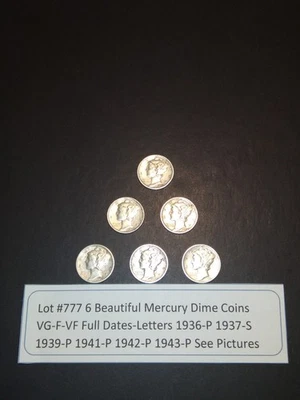 Lot #777 6 Beautiful Mercury Dime Coins
VG-F-VF Full Dates-Letters 1936-P 1937-S
1939-P 1941-P 1942-P 1943-P See Pictures